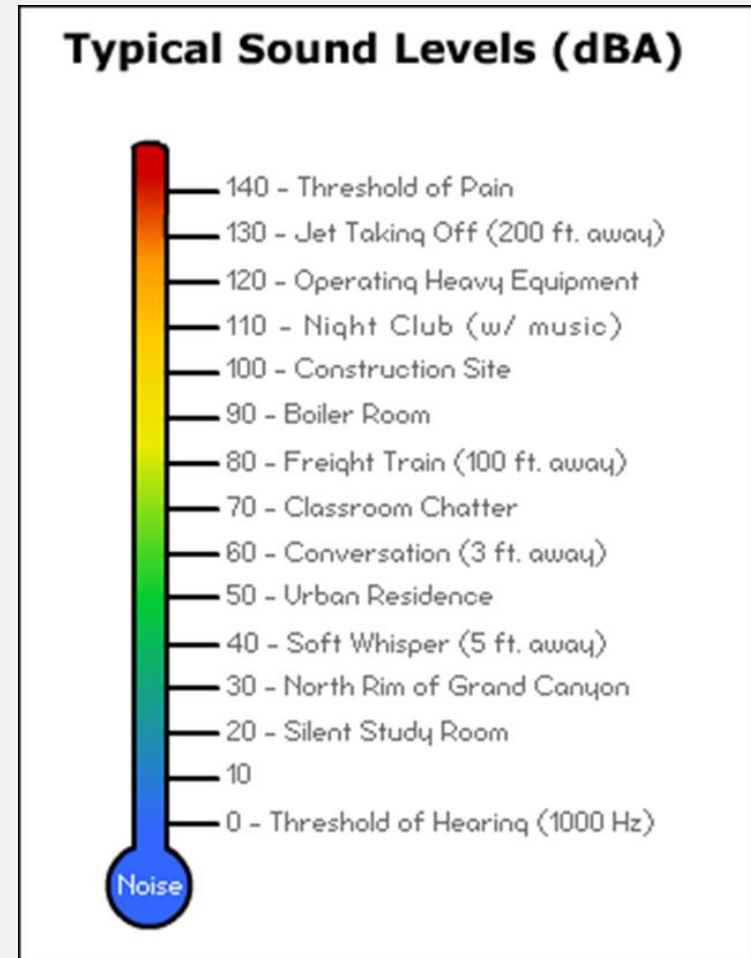 Typical Sound Levels (dBA)
140 - Threshold of Pain
130 - Jet Taking Off (200 ft. away)
120 - Operating Heavy Equipment
110 - Night Club (w/ music)
100 - Construction Site
90 - Boiler Room
80 - Freight Train (100 ft. away)
70 - Classroom Chatter
60 - Conversation (3 ft. away)
50 - Urban Residence
40 - Soft Whisper (5 ft. away)
30 - North Rim of Grand Canyon
20 - Silent Study Room
10
0 - Threshold of Hearing (1000 Hz)
Noise